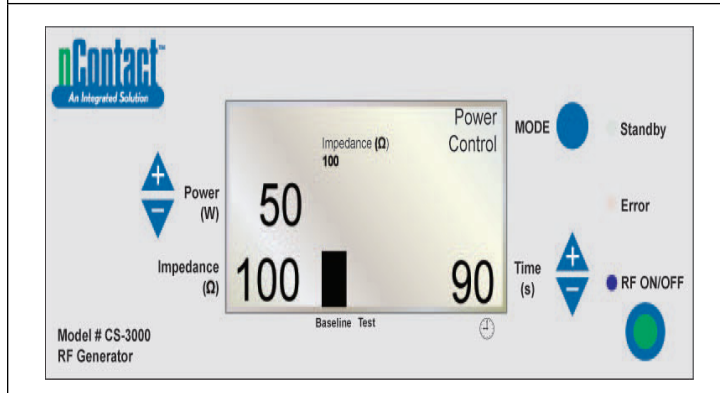 nContact™
An Integrated Solution
Power
Control
MODE
Standby
Impedance (Ω)
100
Power
(W)
50
Error
Impedance
(Ω)
100
90
Time
(s)
RF ON/OFF
Baseline Test
Model # CS-3000
RF Generator